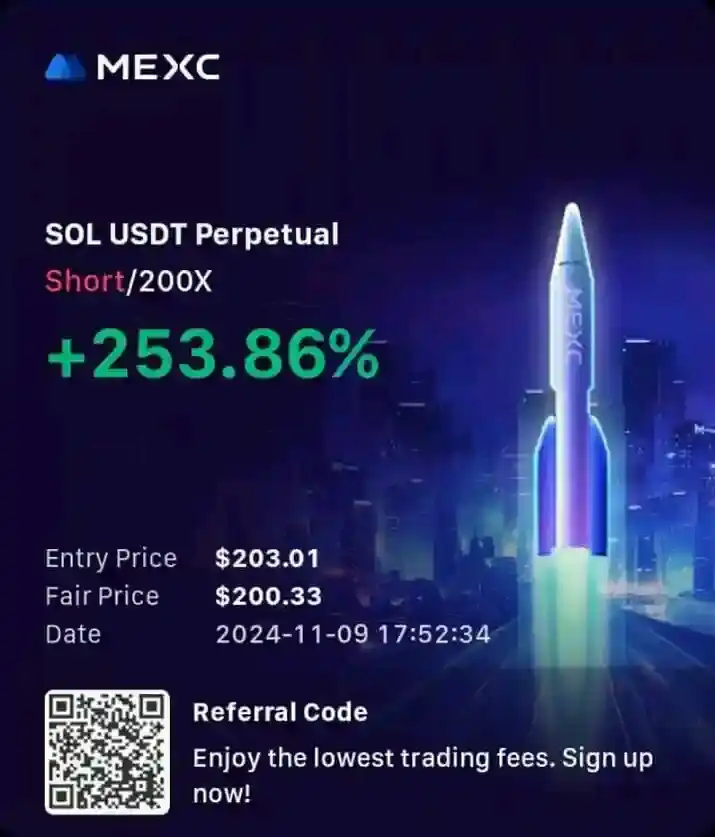 MEXC
SOL USDT Perpetual
Short/200X
+253.86%
MEXC
Entry Price $203.01
Fair Price $200.33
Date 2024-11-09 17:52:34
Referral Code
Enjoy the lowest trading fees. Sign up
now!